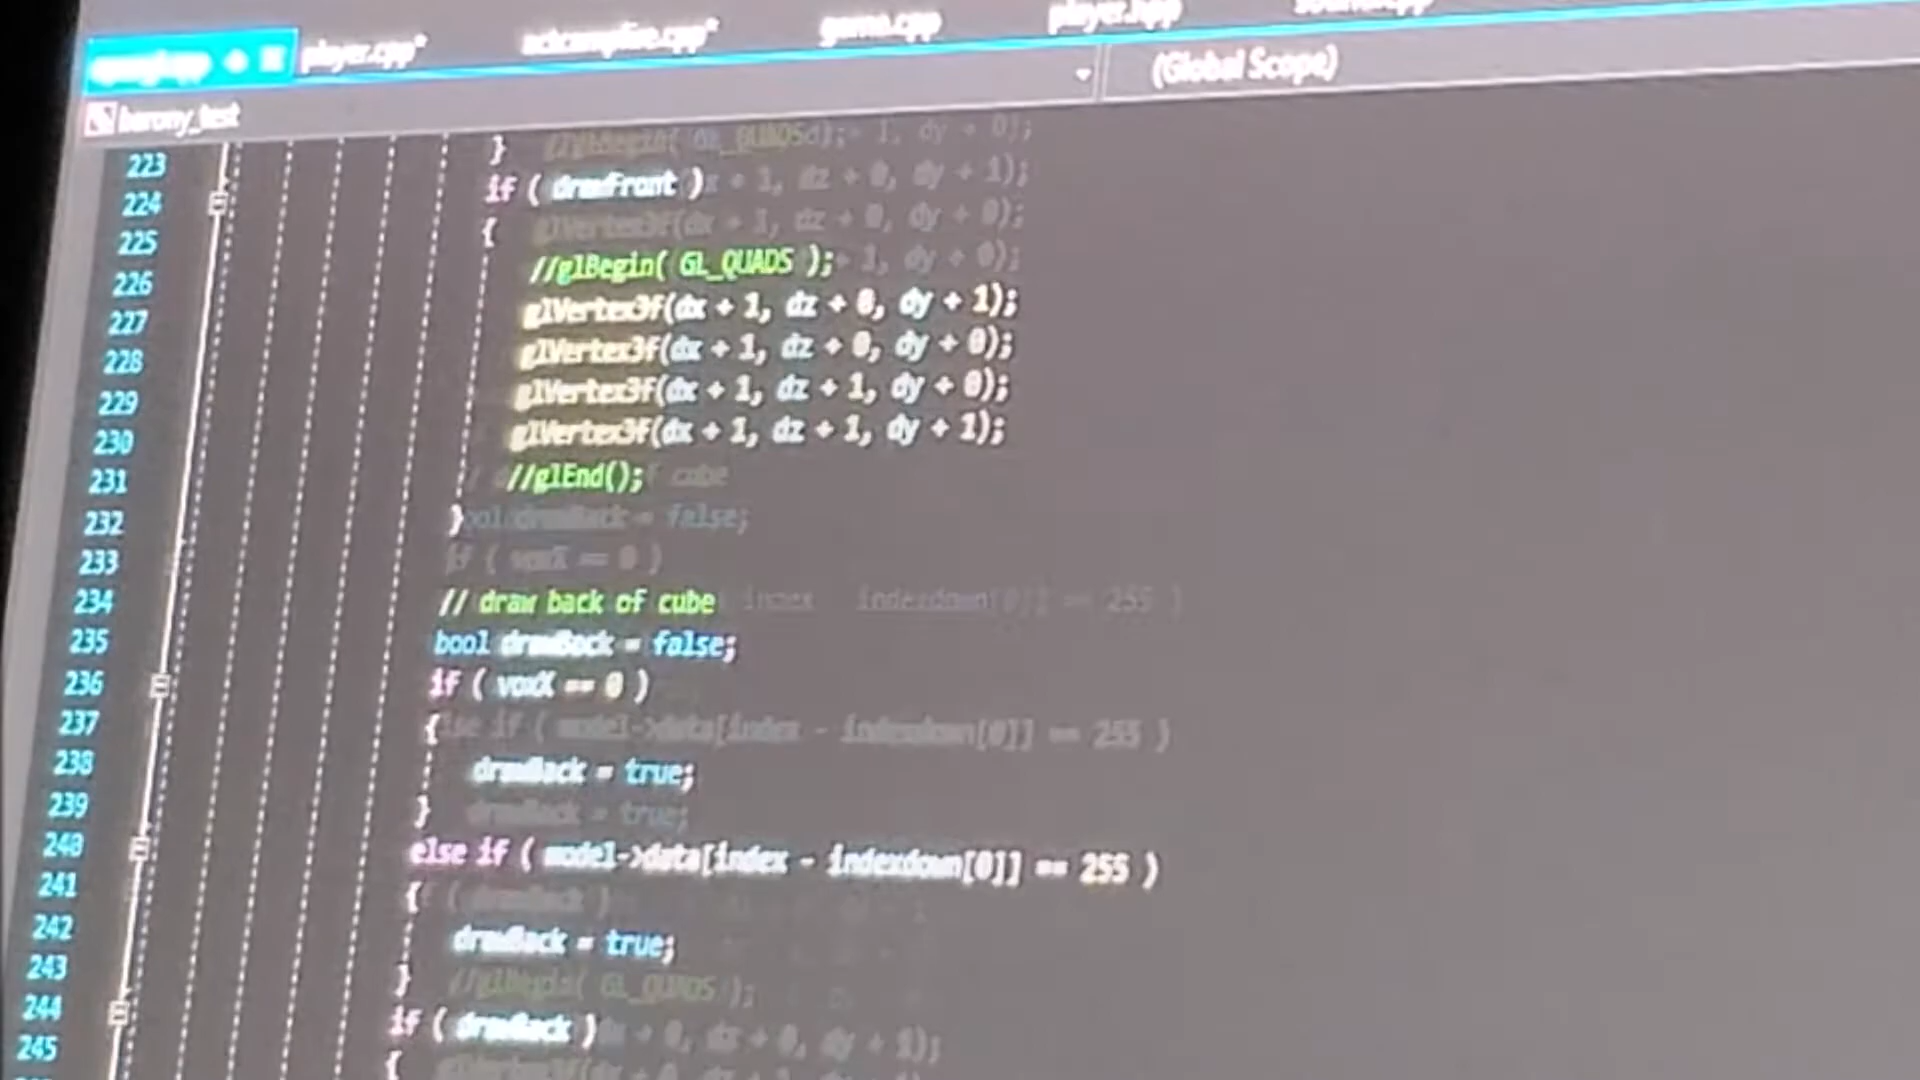 player.cpp* game.cpp player.hpp
barony_test (Global Scope)
223 }
224 if ( drawFront )
225 {
226 //glBegin( GL_QUADS );
227 glVertex3f(dx + 1, dz + 0, dy + 1);
228 glVertex3f(dx + 1, dz + 0, dy + 0);
229 glVertex3f(dx + 1, dz + 1, dy + 0);
230 glVertex3f(dx + 1, dz + 1, dy + 1);
231 //glEnd();
232 }
233
234 // draw back of cube
235 bool drawBack = false;
236 if ( voxX == 0 )
237 {
238 drawBack = true;
239 }
240 else if ( model->data[index - indexdown[0]] == 255 )
241 {
242 drawBack = true;
243 }
244 if ( drawBack )
245 {